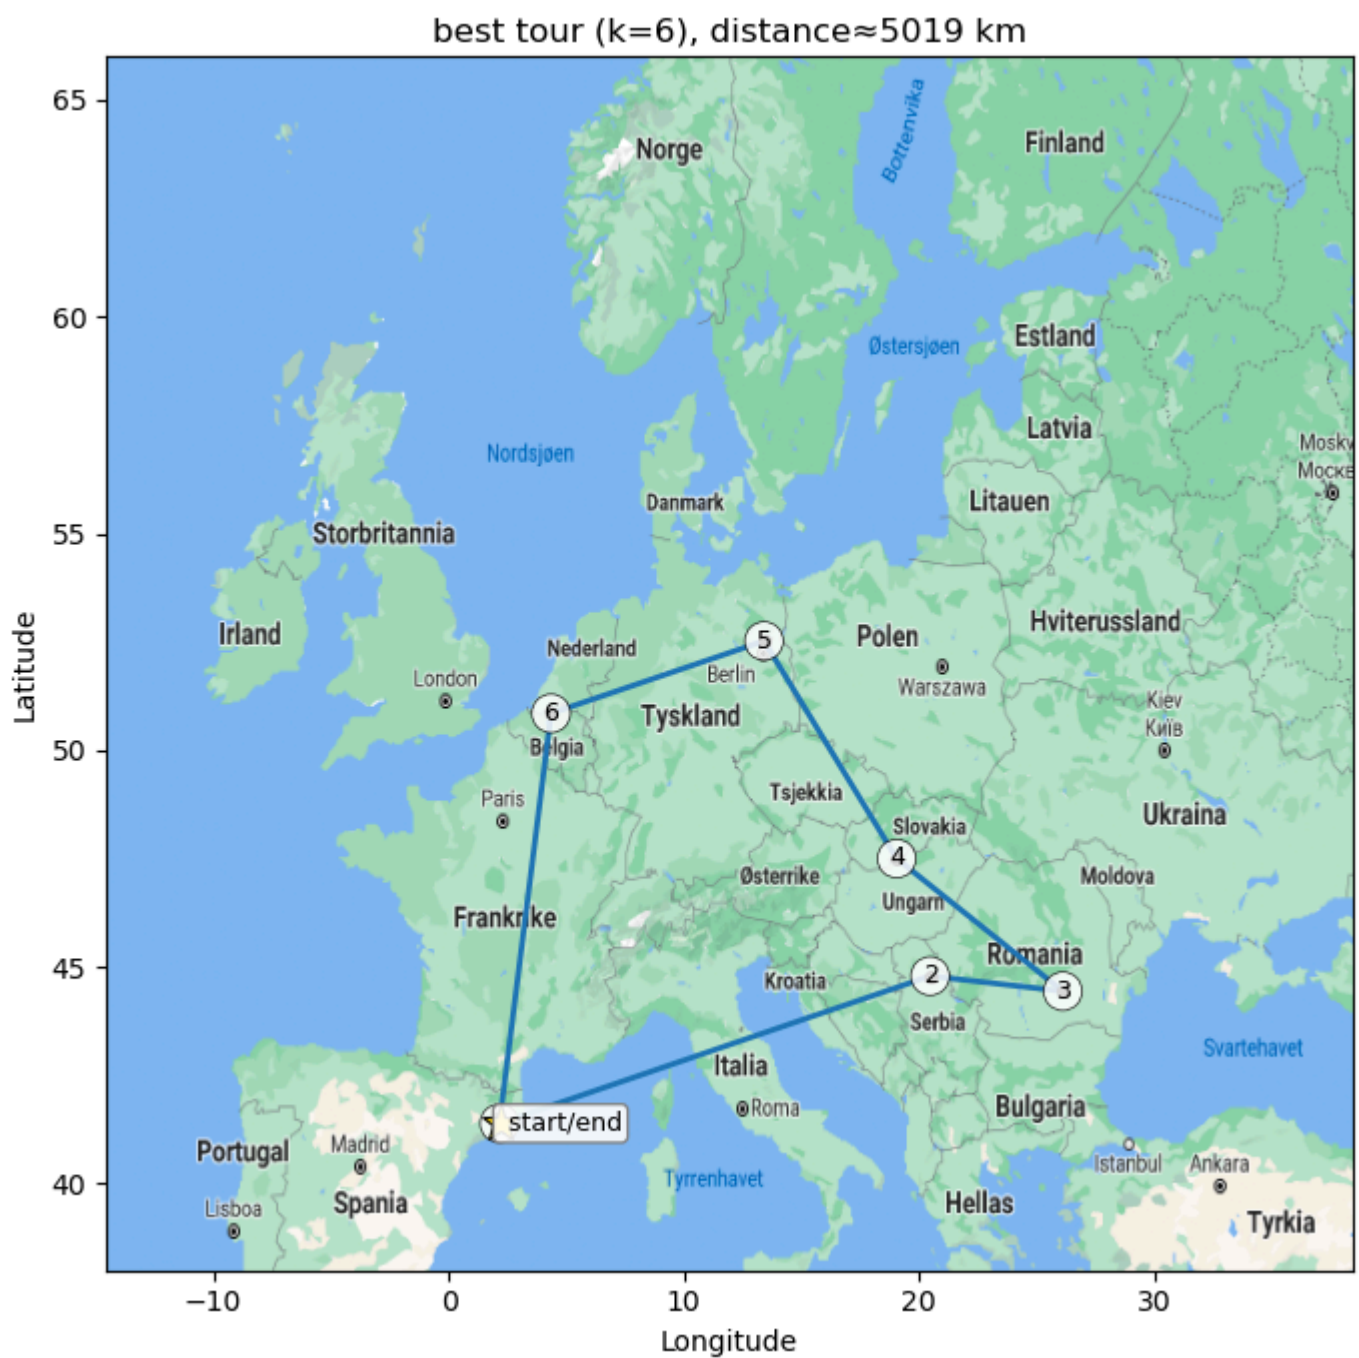 best tour (k=6), distance≈5019 km
65
60
55
50
45
40
Latitude
−10
0
10
20
30
Longitude
Norge
Bottenvika
Finland
Østersjøen
Estland
Latvia
Litauen
Moskv
Москв
Nordsjøen
Danmark
Storbritannia
Irland
London
Nederland
5
Berlin
Polen
Warszawa
Hviterussland
Kiev
Київ
6
Belgia
Tyskland
Paris
Tsjekkia
Slovakia
Ukraina
4
Østerrike
Ungarn
Moldova
Frankrike
Romania
Kroatia
2
3
Serbia
Svartehavet
Italia
Roma
Bulgaria
start/end
Portugal
Madrid
Spania
Lisboa
Tyrrenhavet
Hellas
Istanbul
Ankara
Tyrkia